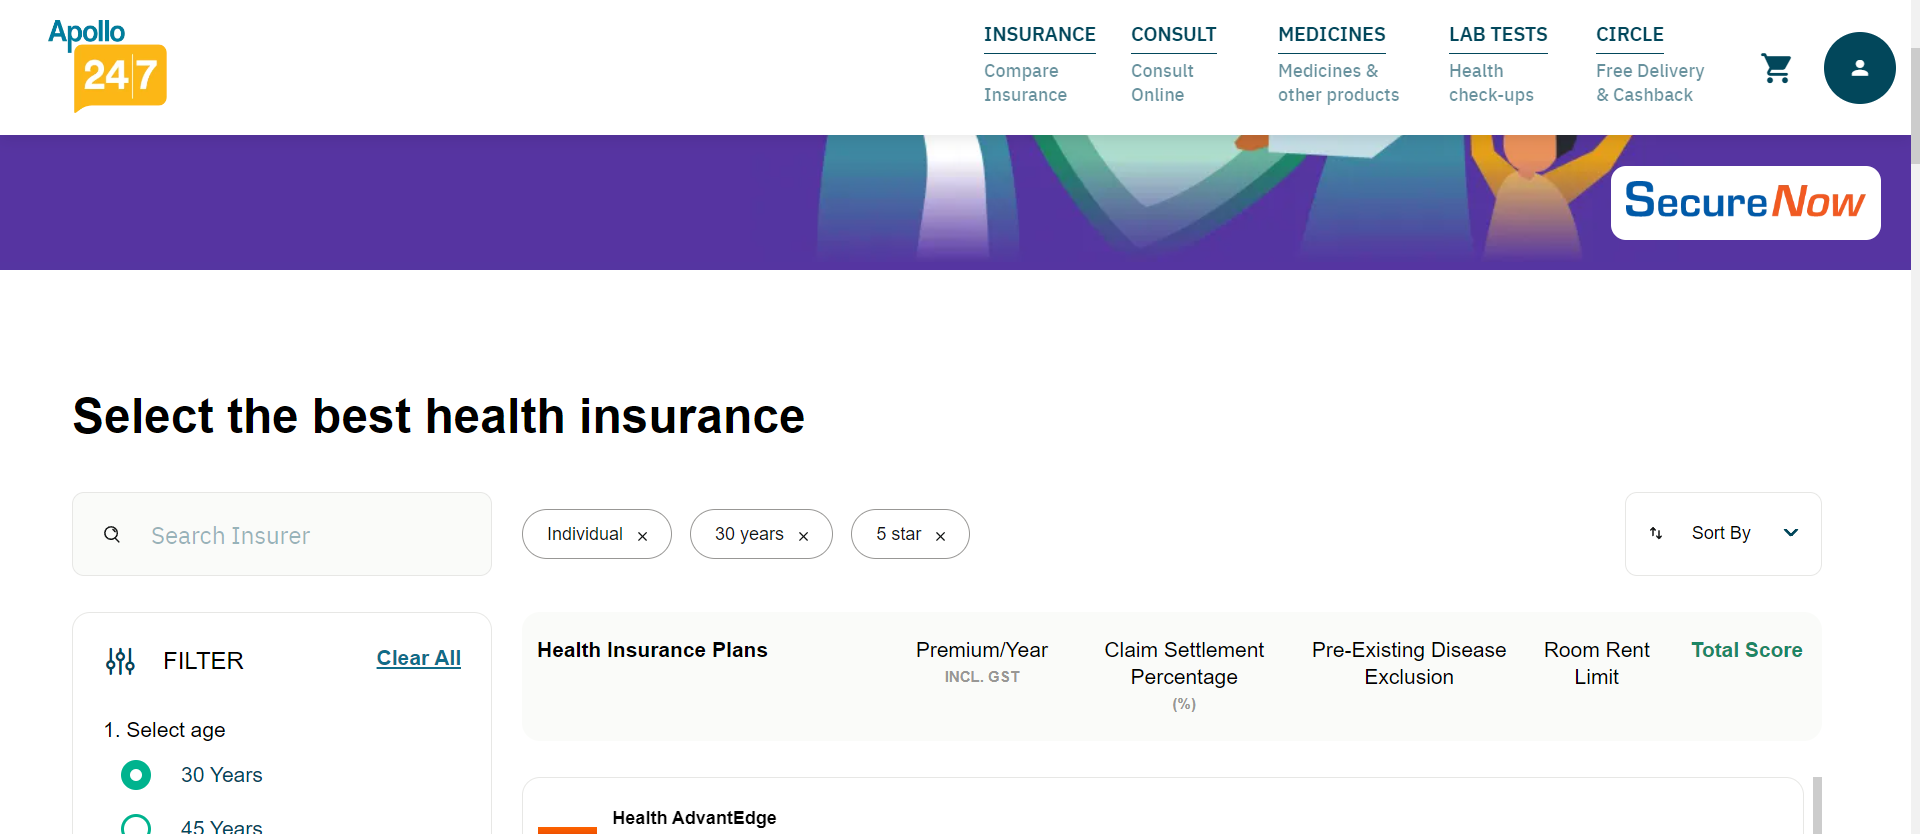 Apollo
24|7
INSURANCE
Compare
Insurance
CONSULT
Consult
Online
MEDICINES
Medicines &
other products
LAB TESTS
Health
check-ups
CIRCLE
Free Delivery
& Cashback
SecureNow
Select the best health insurance
Search Insurer
Individual ×
30 years ×
5 star ×
Sort By
FILTER
Clear All
1. Select age
30 Years
45 Years
Health Insurance Plans
Premium/Year
INCL. GST
Claim Settlement
Percentage
(%)
Pre-Existing Disease
Exclusion
Room Rent
Limit
Total Score
Health AdvantEdge